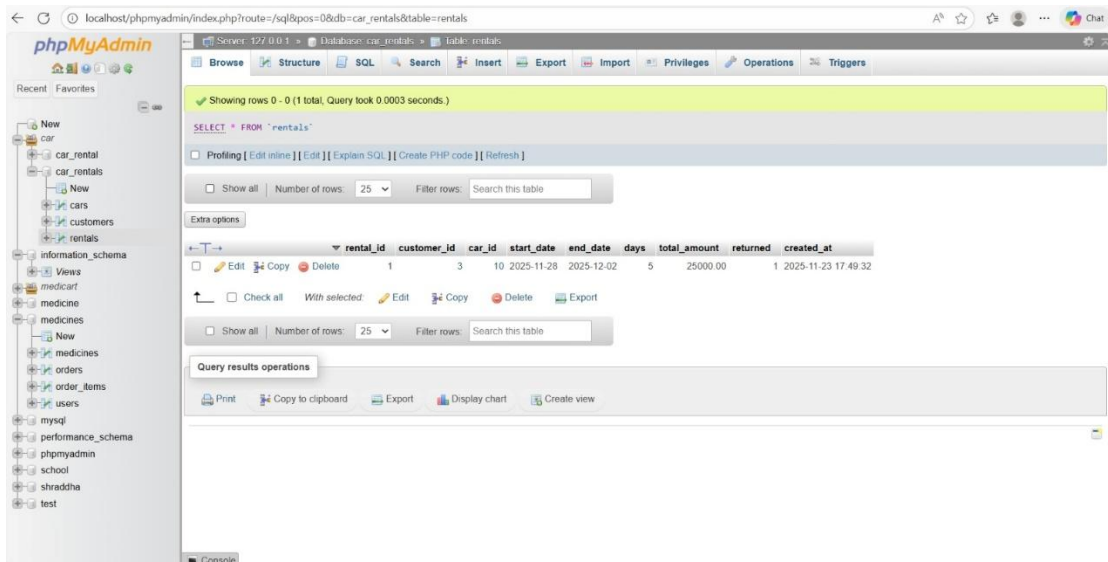 localhost/phpmyadmin/index.php?route=/sql&pos=0&db=car_rentals&table=rentals
Chat
phpMyAdmin
Recent Favorites
New
car
car_rental
car_rentals
New
cars
customers
rentals
information_schema
Views
medicart
medicine
medicines
New
medicines
orders
order_items
users
mysql
performance_schema
phpmyadmin
school
shraddha
test
Server: 127.0.0.1 » Database: car_rentals » Table: rentals
Browse Structure SQL Search Insert Export Import Privileges Operations Triggers
Showing rows 0 - 0 (1 total, Query took 0.0003 seconds.)
SELECT * FROM `rentals`
Profiling [ Edit inline ] [ Edit ] [ Explain SQL ] [ Create PHP code ] [ Refresh ]
Show all | Number of rows: 25 Filter rows: Search this table
Extra options
←T→ rental_id customer_id car_id start_date end_date days total_amount returned created_at
Edit Copy Delete 1 3 10 2025-11-28 2025-12-02 5 25000.00 1 2025-11-23 17:49:32
Check all With selected: Edit Copy Delete Export
Show all | Number of rows: 25 Filter rows: Search this table
Query results operations
Print Copy to clipboard Export Display chart Create view
Console